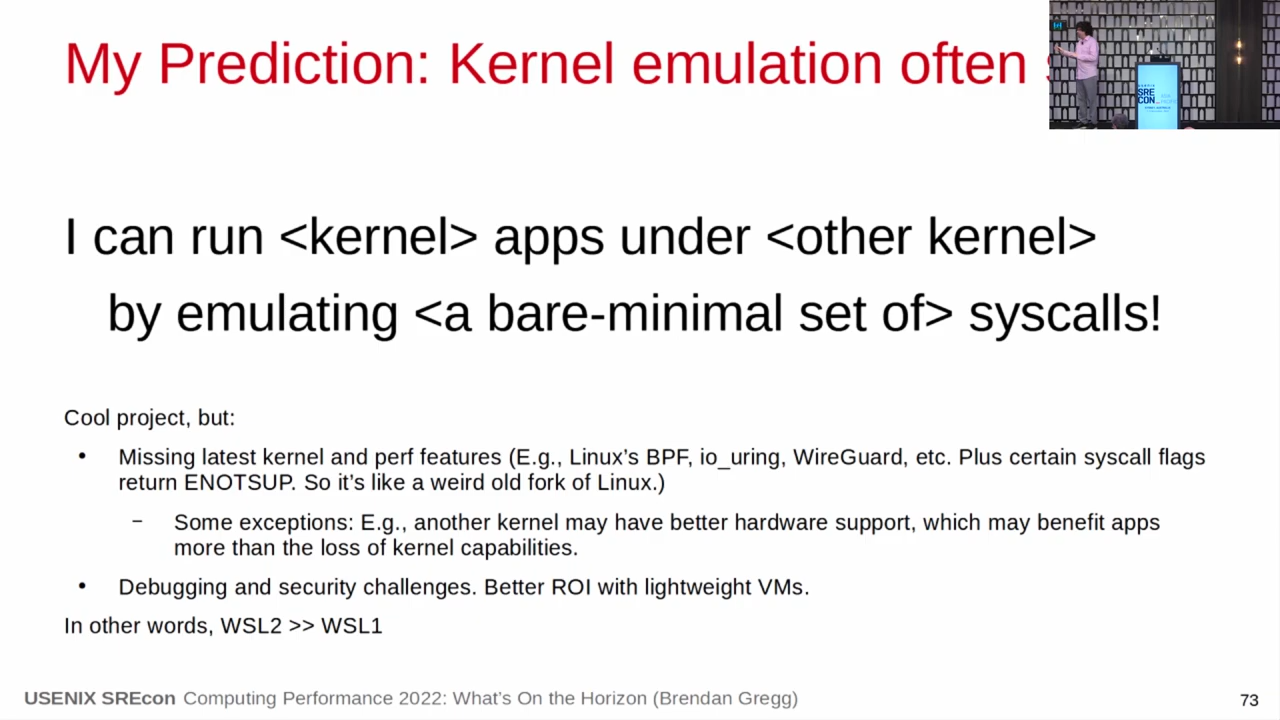 My Prediction: Kernel emulation often
SRE
CON
I can run <kernel> apps under <other kernel>
by emulating <a bare-minimal set of> syscalls!
Cool project, but:
• Missing latest kernel and perf features (E.g., Linux’s BPF, io_uring, WireGuard, etc. Plus certain syscall flags
return ENOTSUP. So it’s like a weird old fork of Linux.)
– Some exceptions: E.g., another kernel may have better hardware support, which may benefit apps
more than the loss of kernel capabilities.
• Debugging and security challenges. Better ROI with lightweight VMs.
In other words, WSL2 >> WSL1
USENIX SREcon Computing Performance 2022: What’s On the Horizon (Brendan Gregg)
73